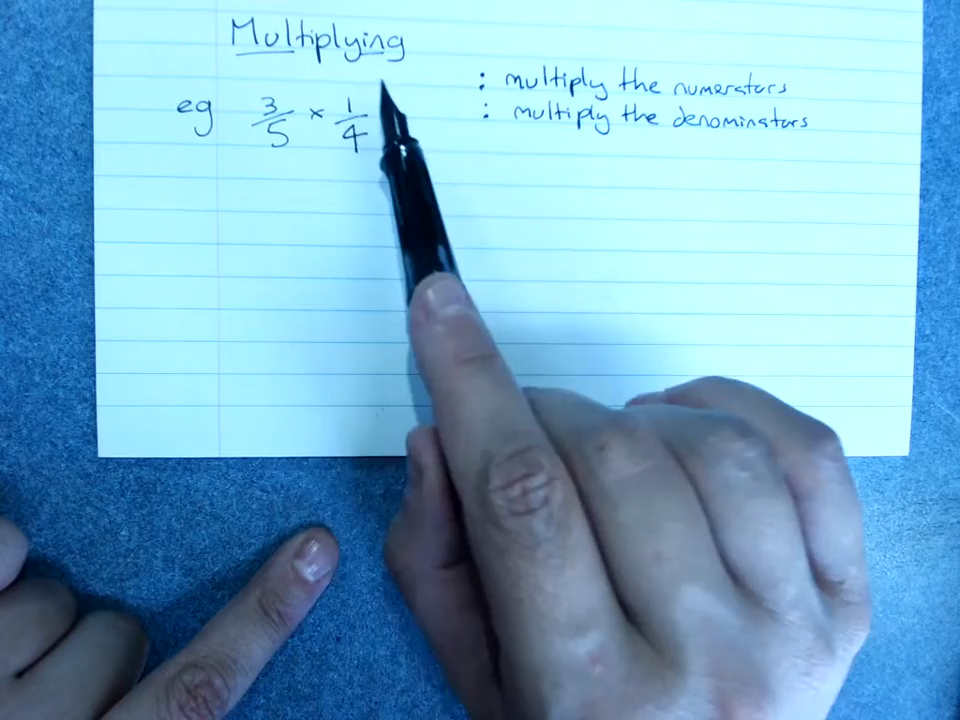 Multiplying
: multiply the numerators
eg 3/5 × 1/4
: multiply the denominators